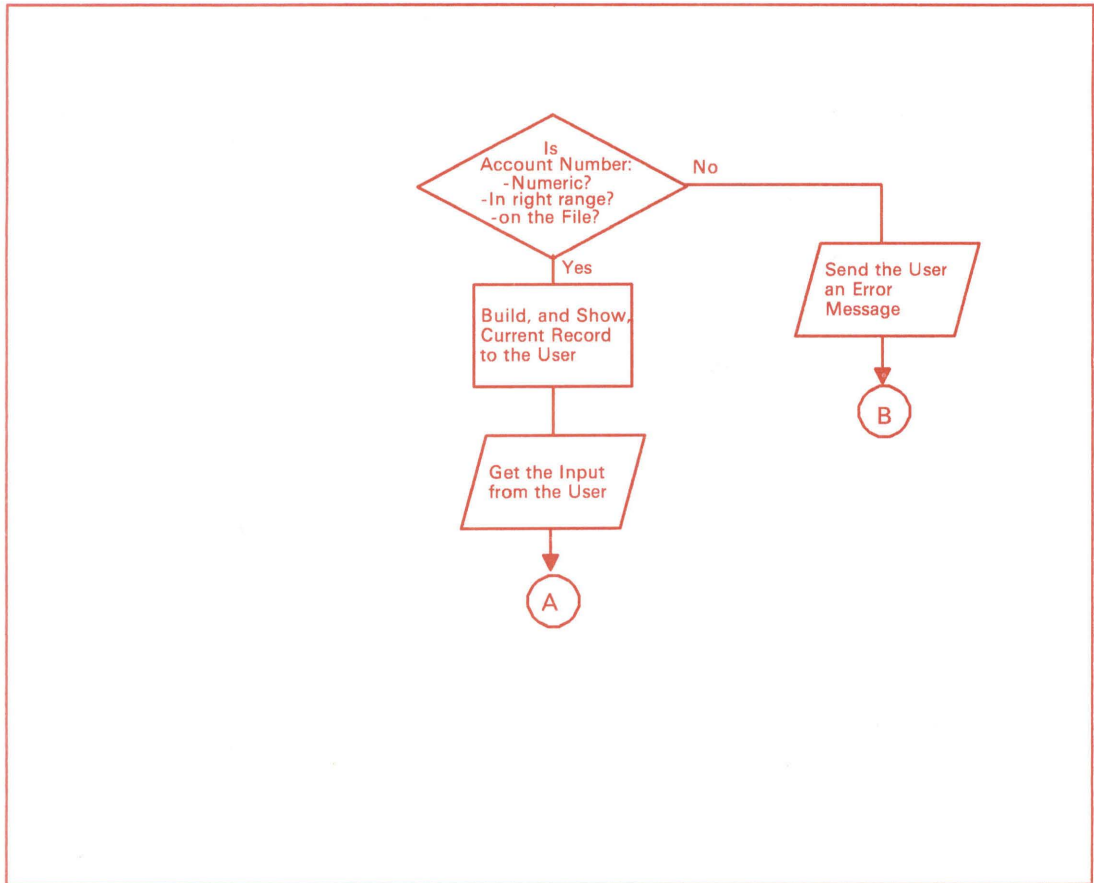 Is
Account Number:
-Numeric?
-In right range?
-on the File?
No
Yes
Build, and Show,
Current Record
to the User
Send the User
an Error
Message
B
Get the Input
from the User
A